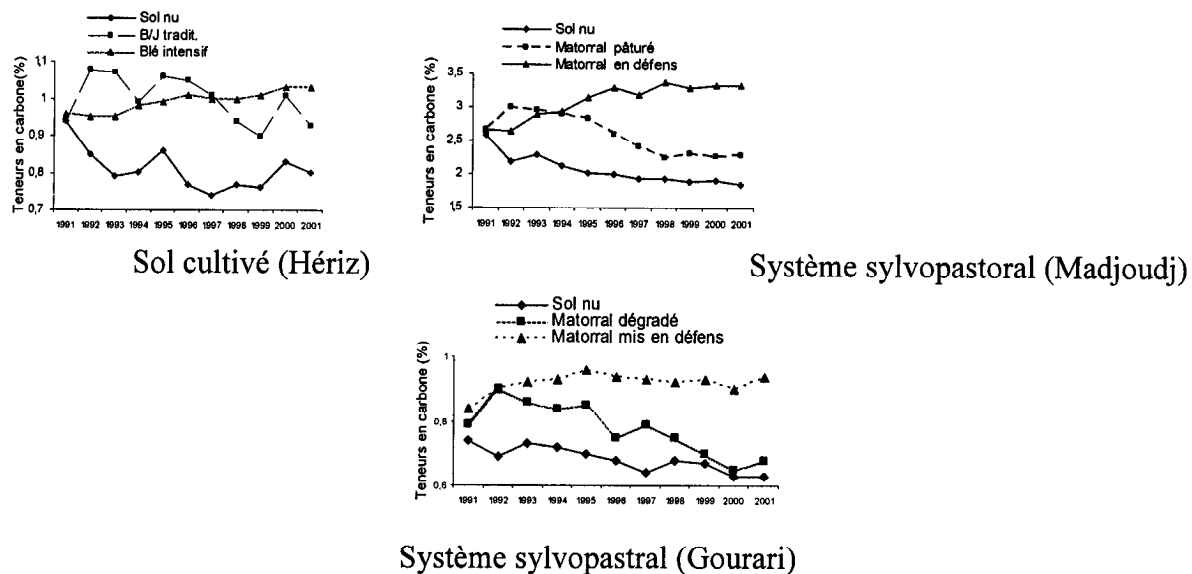 Sol nu
B/J tradit.
Blé intensif
Teneurs en carbone(%)
1,1
1
0,9
0,8
0,7
1991 1992 1993 1994 1995 1996 1997 1998 1999 2000 2001
Sol cultivé (Hériz)
Sol nu
Matorral pâturé
Matorral en défens
Teneurs en carbone (%)
3,5
3
2,5
2
1,5
1991 1992 1993 1994 1995 1996 1997 1998 1999 2000 2001
Système sylvopastoral (Madjoudj)
Sol nu
Matorral dégradé
Matorral mis en défens
Teneurs en carbone (%)
1
0,8
0,6
1991 1992 1993 1994 1995 1996 1997 1998 1999 2000 2001
Système sylvopastral (Gourari)